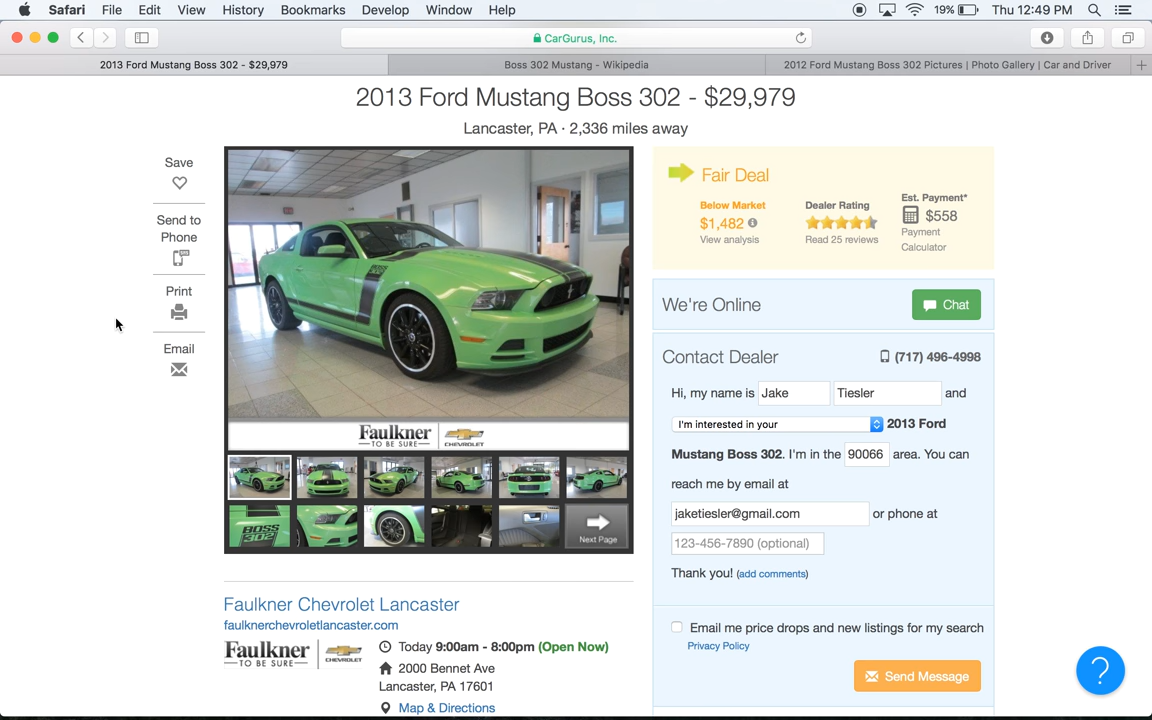 Safari File Edit View History Bookmarks Develop Window Help 19% Thu 12:49 PM
CarGurus, Inc.
2013 Ford Mustang Boss 302 - $29,979 Boss 302 Mustang - Wikipedia 2012 Ford Mustang Boss 302 Pictures | Photo Gallery | Car and Driver
2013 Ford Mustang Boss 302 - $29,979
Lancaster, PA · 2,336 miles away
Save
Send to
Phone
Print
Email
Faulkner
TO BE SURE
CHEVROLET
BOSS
302
Next Page
Fair Deal
Below Market
$1,482
View analysis
Dealer Rating
Read 25 reviews
Est. Payment*
$558
Payment
Calculator
We're Online
Chat
Contact Dealer (717) 496-4998
Hi, my name is Jake Tiesler and
I'm interested in your 2013 Ford
Mustang Boss 302. I'm in the 90066 area. You can
reach me by email at
jaketiesler@gmail.com or phone at
123-456-7890 (optional)
Thank you! (add comments)
Email me price drops and new listings for my search
Privacy Policy
Send Message
Faulkner Chevrolet Lancaster
faulknerchevroletlancaster.com
Faulkner
TO BE SURE
CHEVROLET
Today 9:00am - 8:00pm (Open Now)
2000 Bennet Ave
Lancaster, PA 17601
Map & Directions
?